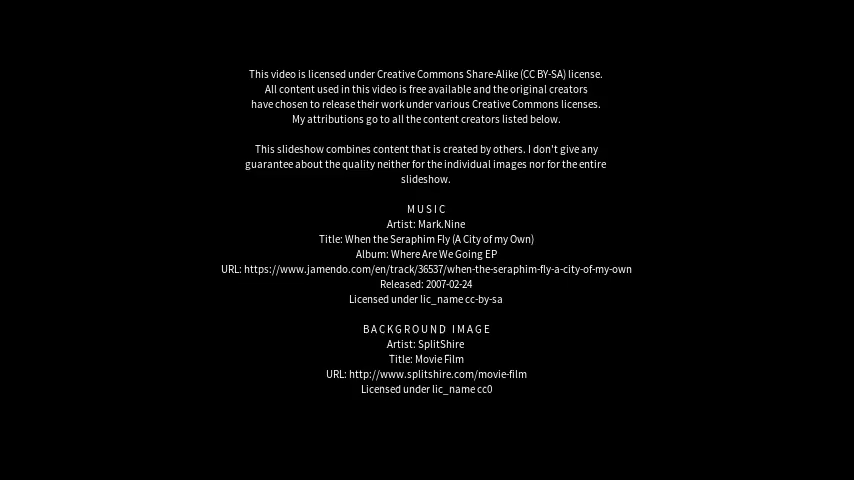 This video is licensed under Creative Commons Share-Alike (CC BY-SA) license.
All content used in this video is free available and the original creators
have chosen to release their work under various Creative Commons licenses.
My attributions go to all the content creators listed below.
This slideshow combines content that is created by others. I don't give any
guarantee about the quality neither for the individual images nor for the entire
slideshow.
M U S I C
Artist: Mark.Nine
Title: When the Seraphim Fly (A City of my Own)
Album: Where Are We Going EP
URL: https://www.jamendo.com/en/track/36537/when-the-seraphim-fly-a-city-of-my-own
Released: 2007-02-24
Licensed under lic_name cc-by-sa
B A C K G R O U N D   I M A G E
Artist: SplitShire
Title: Movie Film
URL: http://www.splitshire.com/movie-film
Licensed under lic_name cc0